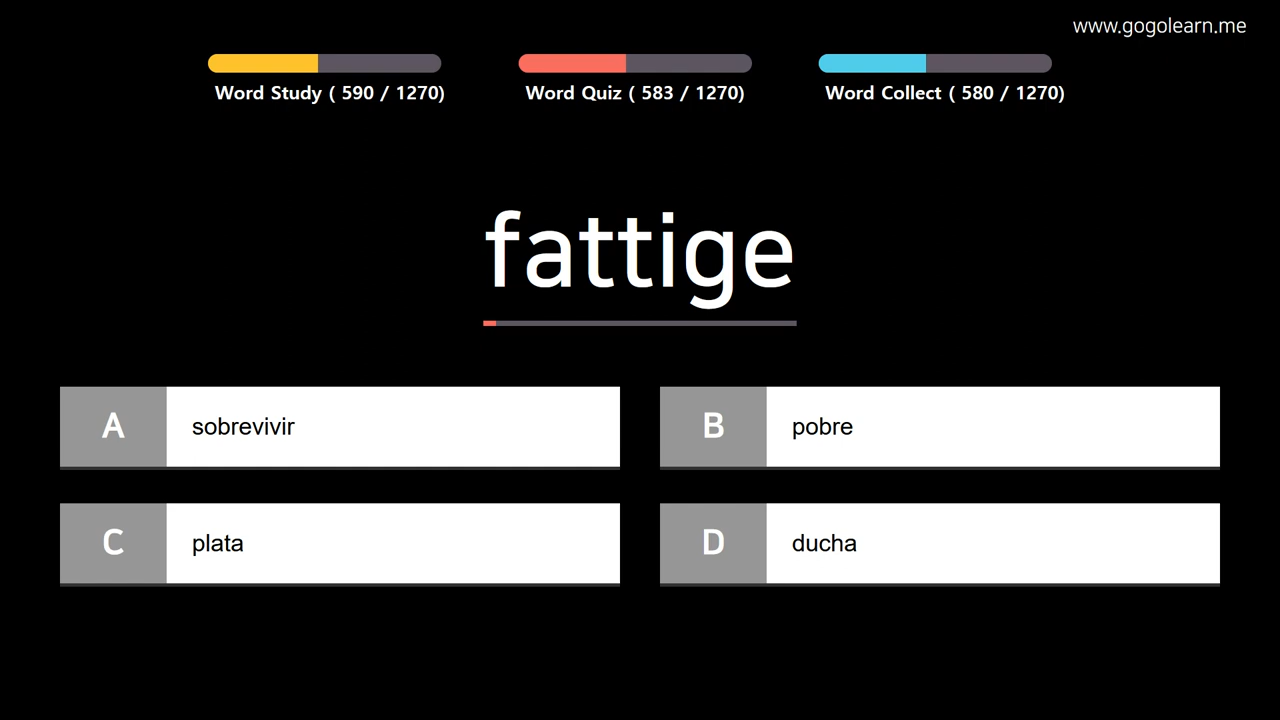 www.gogolearn.me
Word Study ( 590 / 1270)
Word Quiz ( 583 / 1270)
Word Collect ( 580 / 1270)
fattige
A sobrevivir
B pobre
C plata
D ducha